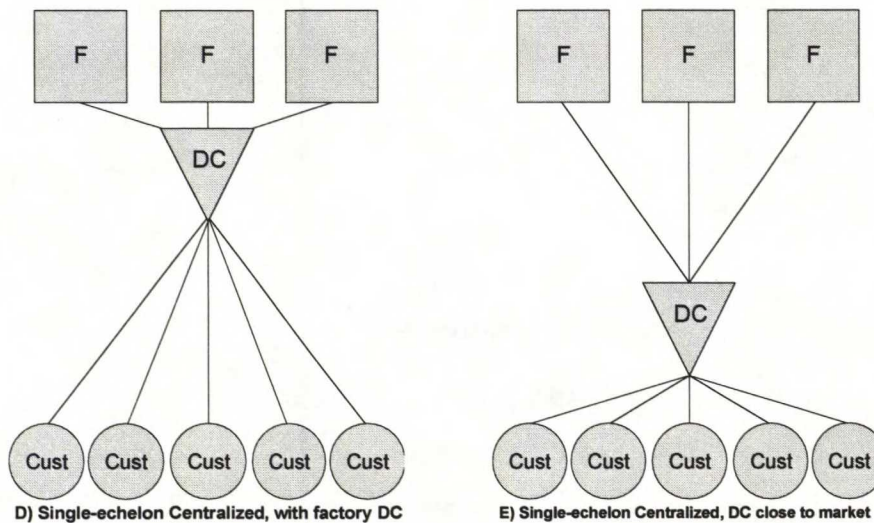 F F F
DC
Cust Cust Cust Cust Cust
D) Single-echelon Centralized, with factory DC
F F F
DC
Cust Cust Cust Cust Cust
E) Single-echelon Centralized, DC close to market